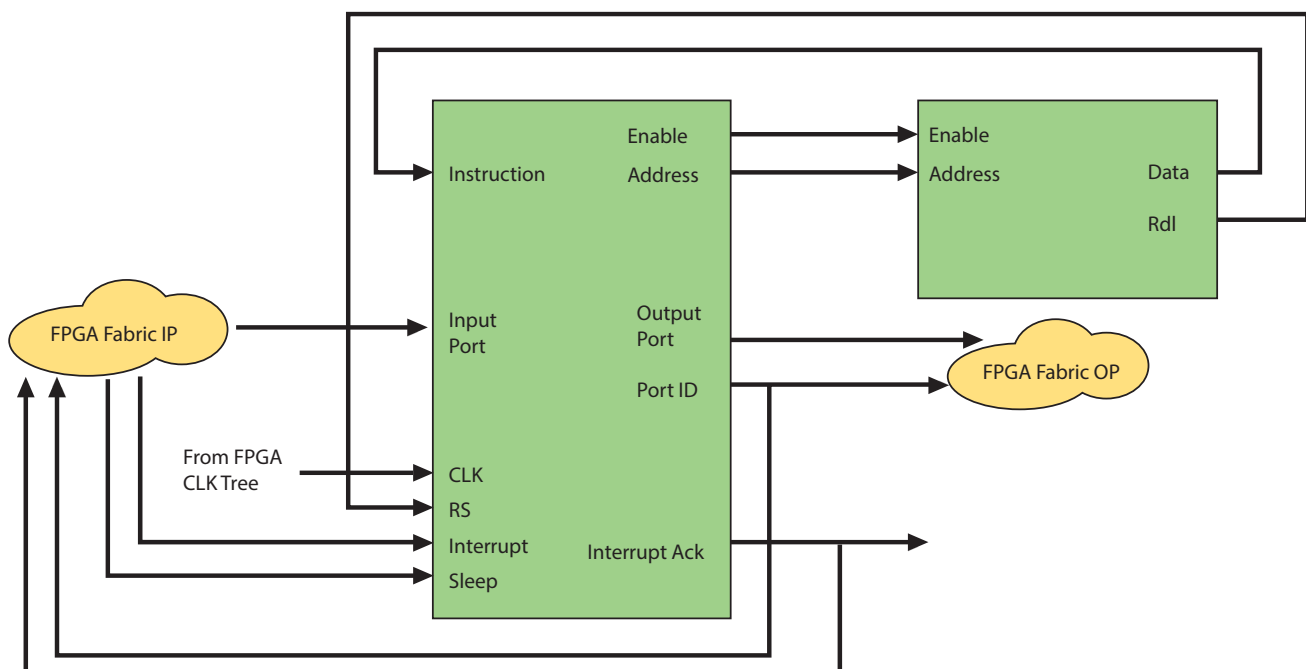 Enable
Enable
Instruction
Address
Address
Data
Rdl
FPGA Fabric IP
Input
Port
Output
Port
FPGA Fabric OP
Port ID
From FPGA
CLK Tree
CLK
RS
Interrupt
Interrupt Ack
Sleep